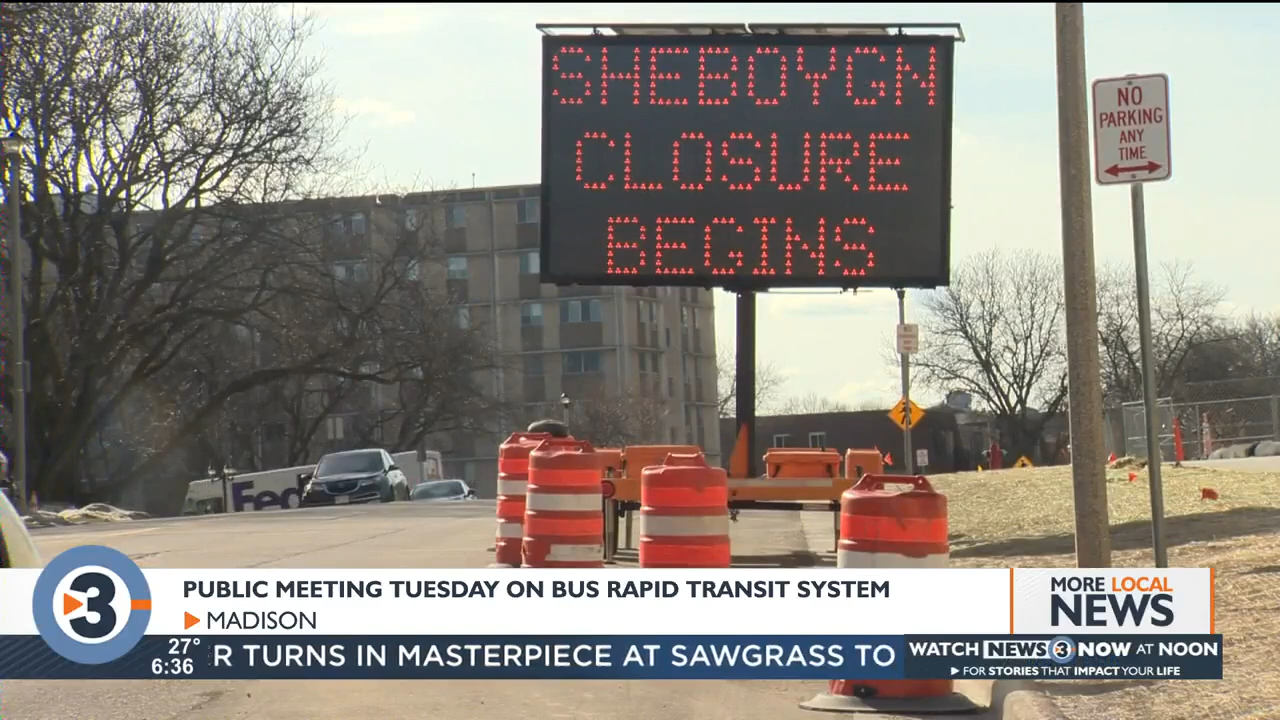 SHEBOYGN
CLOSURE
BEGINS
NO
PARKING
ANY
TIME
Fed
3
PUBLIC MEETING TUESDAY ON BUS RAPID TRANSIT SYSTEM
MADISON
MORE LOCAL
NEWS
27°
6:36
R TURNS IN MASTERPIECE AT SAWGRASS TO
WATCH NEWS 3 NOW AT NOON
FOR STORIES THAT IMPACT YOUR LIFE